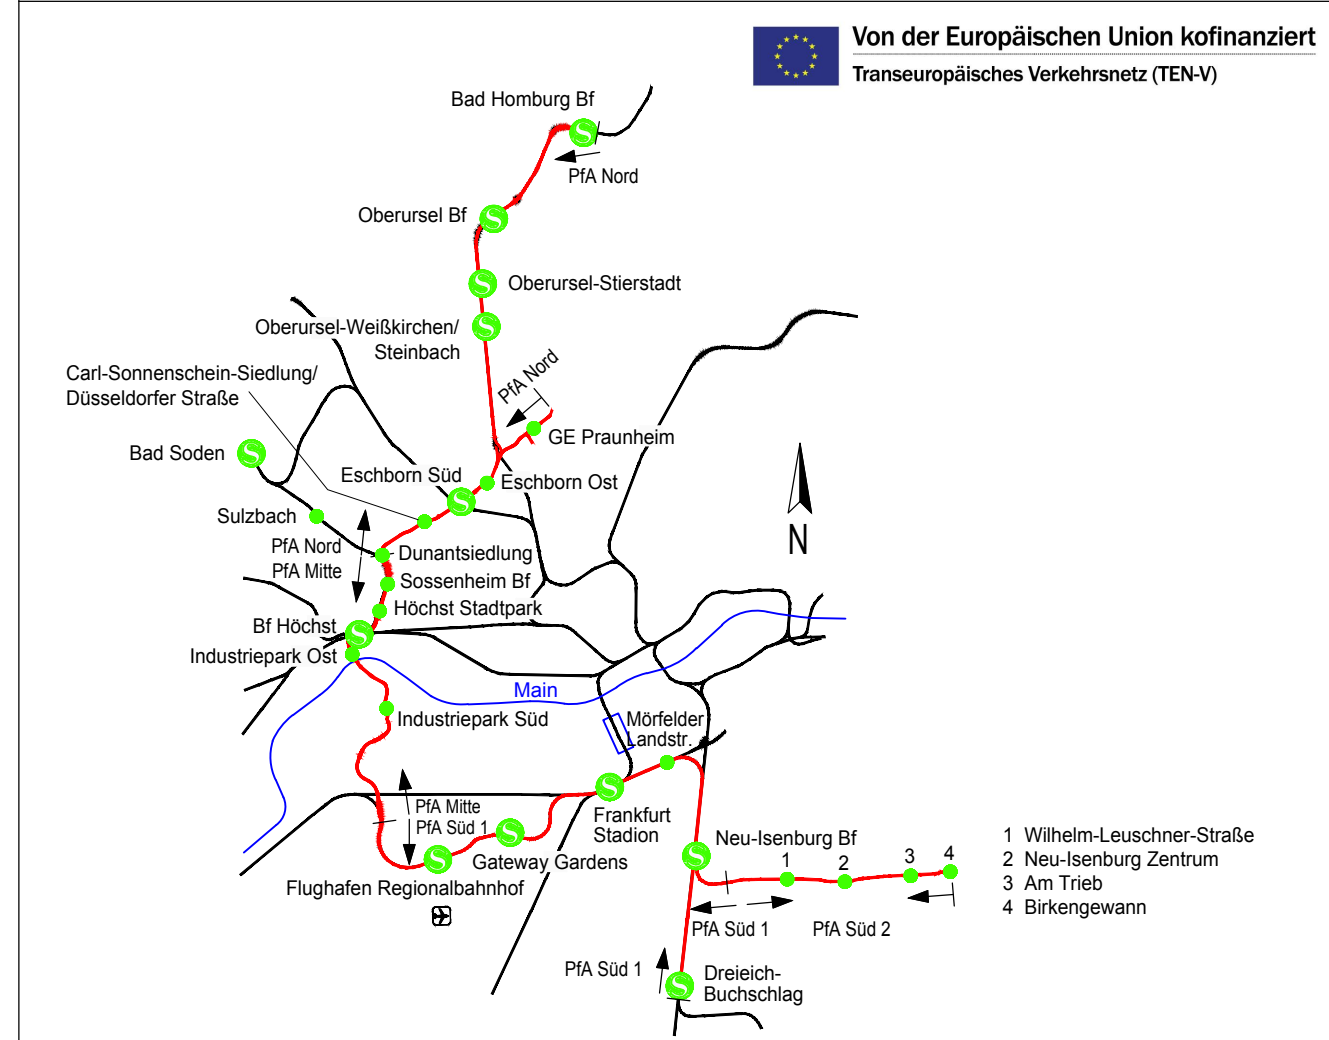 Von der Europäischen Union kofinanziert
Transeuropäisches Verkehrsnetz (TEN-V)
Bad Homburg Bf
PfA Nord
Oberursel Bf
Oberursel-Stierstadt
Oberursel-Weißkirchen/
Steinbach
PfA Nord
Carl-Sonnenschein-Siedlung/
Düsseldorfer Straße
GE Praunheim
Bad Soden
Eschborn Süd
Eschborn Ost
Sulzbach
PfA Nord
PfA Mitte
Dunantsiedlung
Sossenheim Bf
Höchst Stadtpark
Bf Höchst
Industriepark Ost
N
Main
Industriepark Süd
Mörfelder
Landstr.
PfA Mitte
PfA Süd 1
Frankfurt
Stadion
Gateway Gardens
Flughafen Regionalbahnhof
Neu-Isenburg Bf
1
2
3
4
1 Wilhelm-Leuschner-Straße
2 Neu-Isenburg Zentrum
3 Am Trieb
4 Birkengewann
PfA Süd 1
PfA Süd 2
PfA Süd 1
Dreieich-
Buchschlag